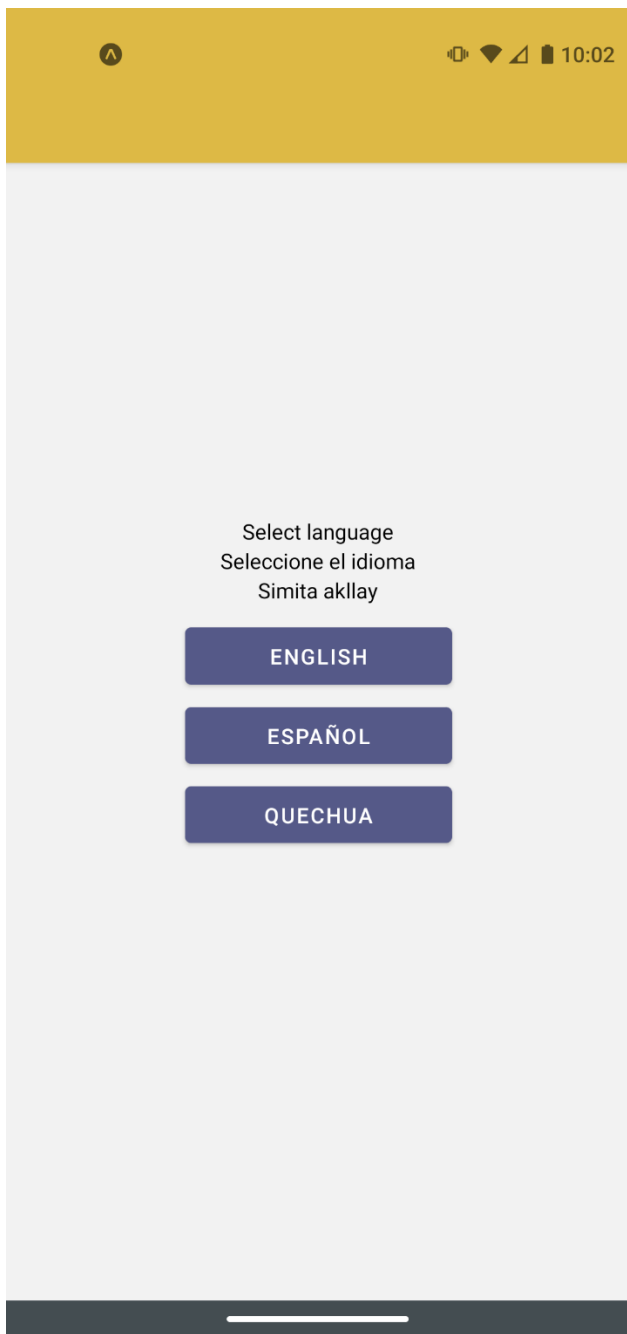 10:02
Select language
Seleccione el idioma
Simita akllay
ENGLISH
ESPAÑOL
QUECHUA